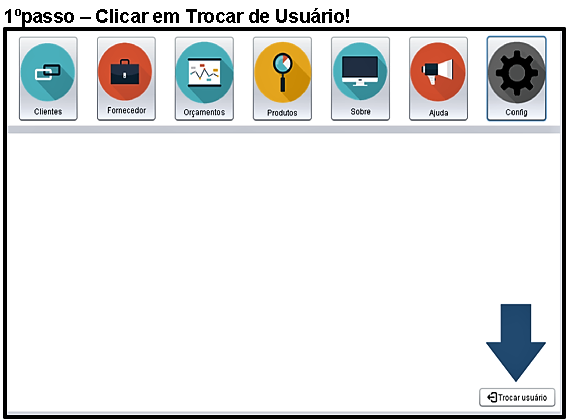 1ºpasso – Clicar em Trocar de Usuário!
Clientes Fornecedor Orçamentos Produtos Sobre Ajuda Config
Trocar usuário